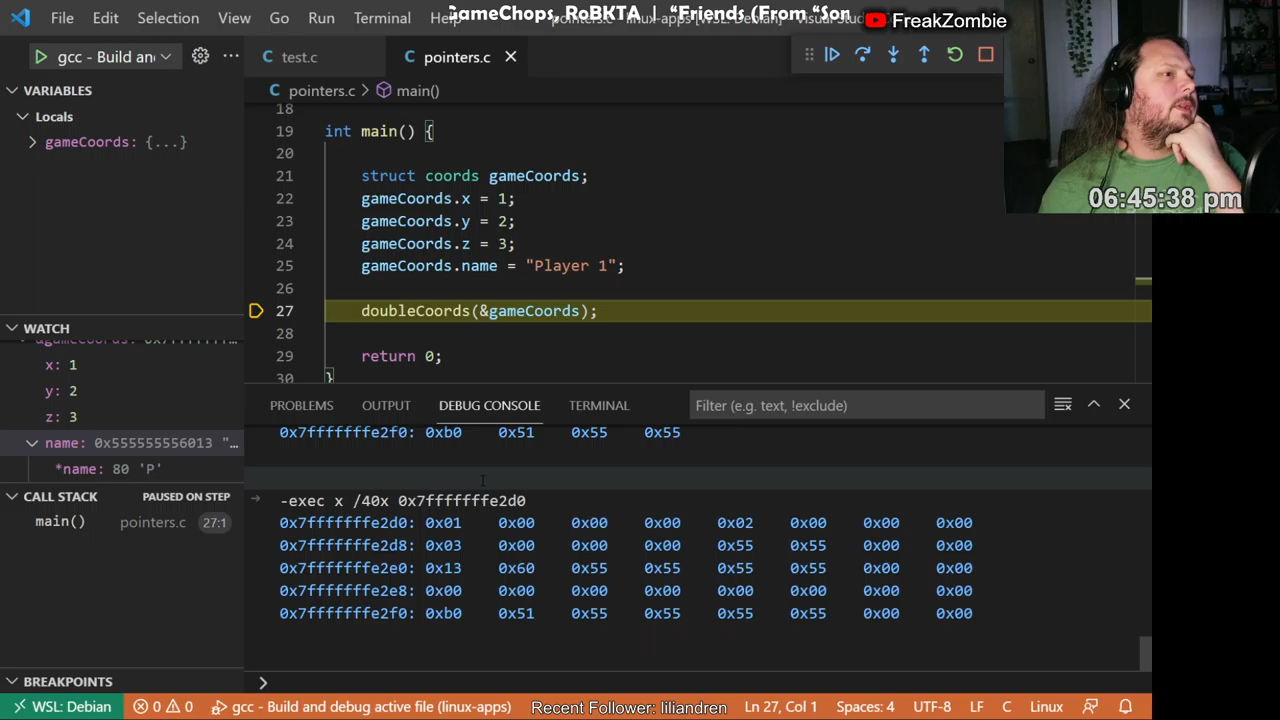 GameChops, RoBKTA | "Friends (From "Son
FreakZombie
File Edit Selection View Go Run Terminal Help
06:45:38 pm
gcc - Build and
test.c
pointers.c
VARIABLES
Locals
gameCoords: {...}
pointers.c > main()
18
19 int main() {
20
21 struct coords gameCoords;
22 gameCoords.x = 1;
23 gameCoords.y = 2;
24 gameCoords.z = 3;
25 gameCoords.name = "Player 1";
26
27 doubleCoords(&gameCoords);
28
29 return 0;
30 }
WATCH
x: 1
y: 2
z: 3
name: 0x555555556013 "…
*name: 80 'P'
CALL STACK PAUSED ON STEP
main() pointers.c 27:1
BREAKPOINTS
PROBLEMS OUTPUT DEBUG CONSOLE TERMINAL Filter (e.g. text, !exclude)
0x7fffffffe2f0: 0xb0 0x51 0x55 0x55
-exec x /40x 0x7fffffffe2d0
0x7fffffffe2d0: 0x01 0x00 0x00 0x00 0x02 0x00 0x00 0x00
0x7fffffffe2d8: 0x03 0x00 0x00 0x00 0x55 0x55 0x00 0x00
0x7fffffffe2e0: 0x13 0x60 0x55 0x55 0x55 0x55 0x00 0x00
0x7fffffffe2e8: 0x00 0x00 0x00 0x00 0x00 0x00 0x00 0x00
0x7fffffffe2f0: 0xb0 0x51 0x55 0x55 0x55 0x55 0x00 0x00
WSL: Debian 0 0 gcc - Build and debug active file (linux-apps) Recent Follower: liliandren Ln 27, Col 1 Spaces: 4 UTF-8 LF C Linux